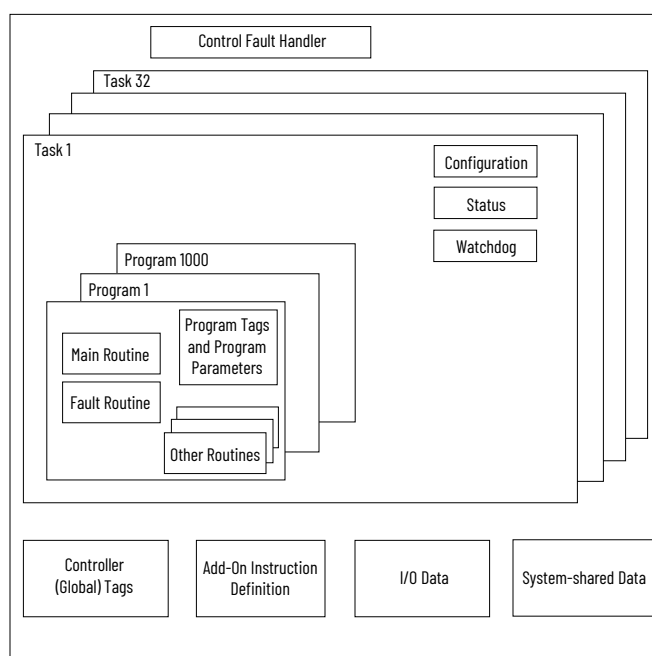 Control Fault Handler
Task 32
Task 1
Configuration
Status
Watchdog
Program 1000
Program 1
Program Tags
and Program
Parameters
Main Routine
Fault Routine
Other Routines
Controller
(Global) Tags
Add-On Instruction
Definition
I/O Data
System-shared Data